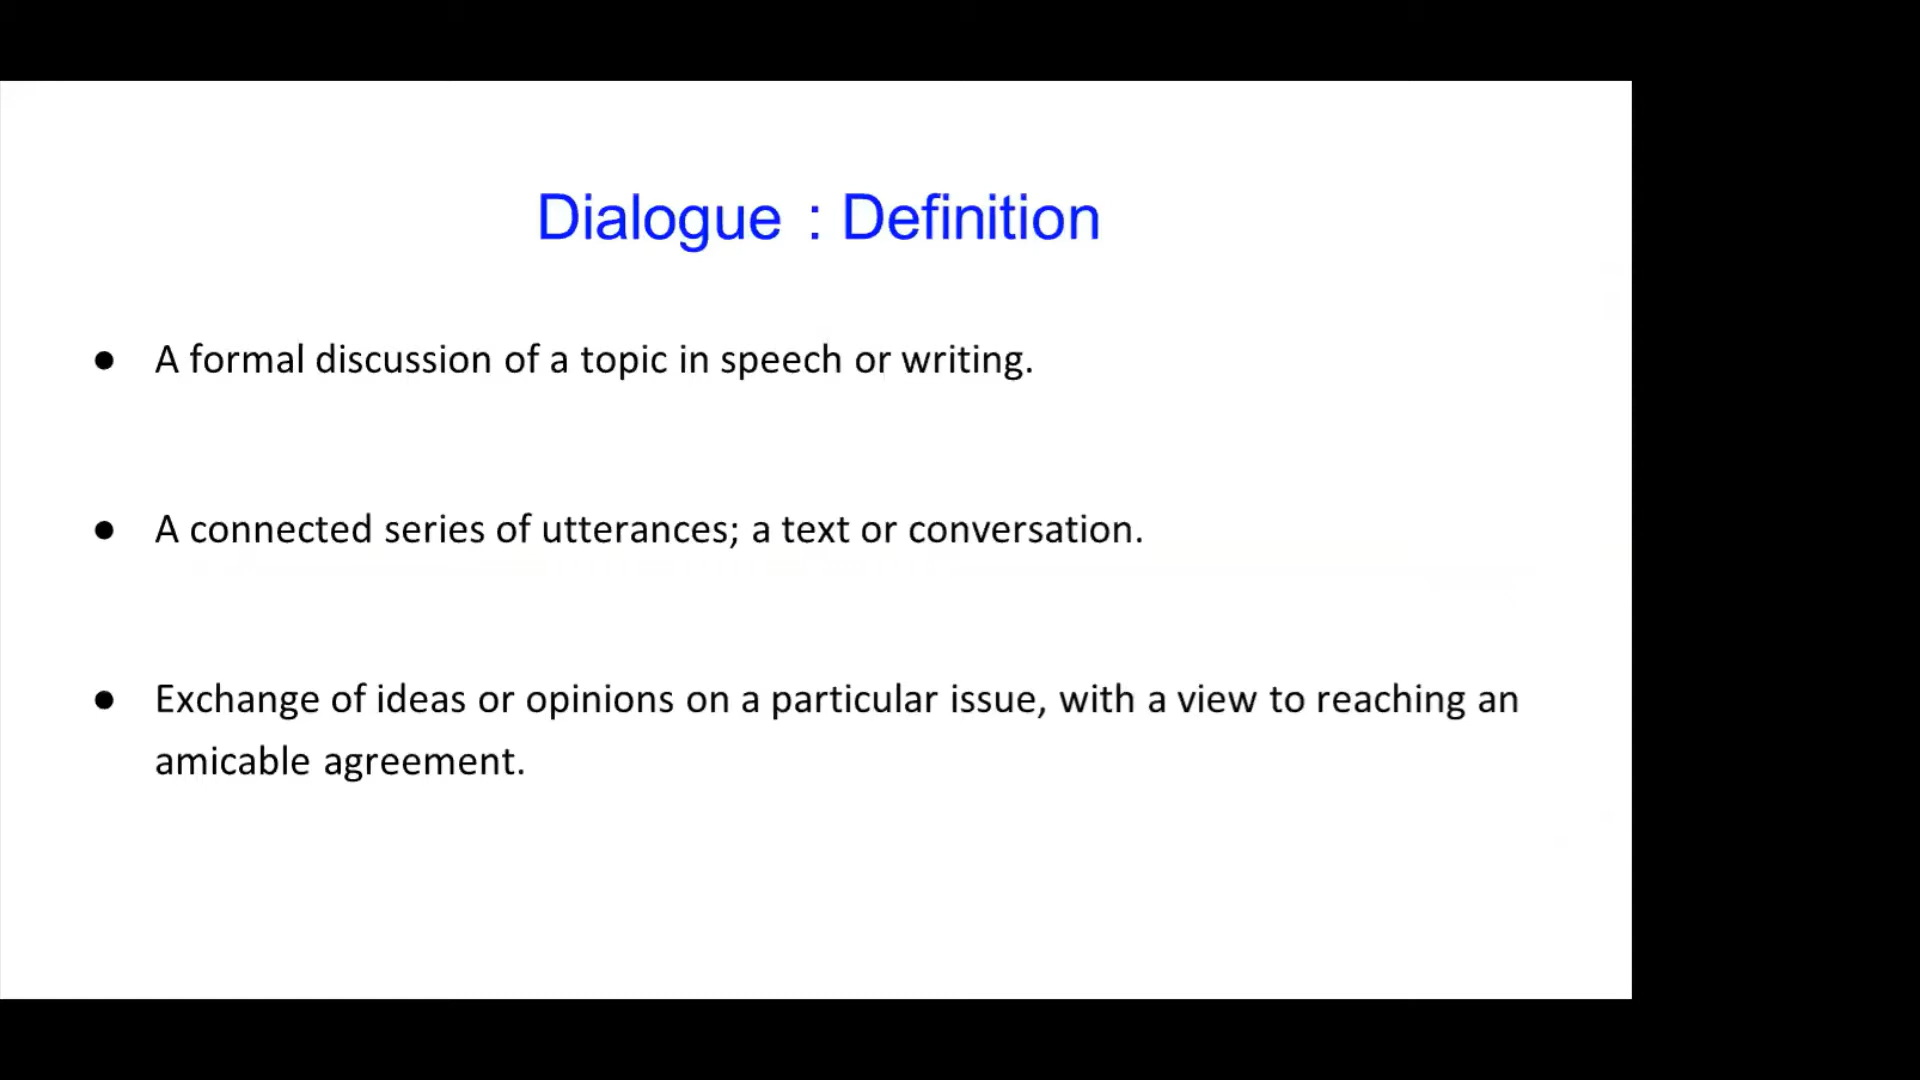 Dialogue : Definition
● A formal discussion of a topic in speech or writing.
● A connected series of utterances; a text or conversation.
● Exchange of ideas or opinions on a particular issue, with a view to reaching an
amicable agreement.